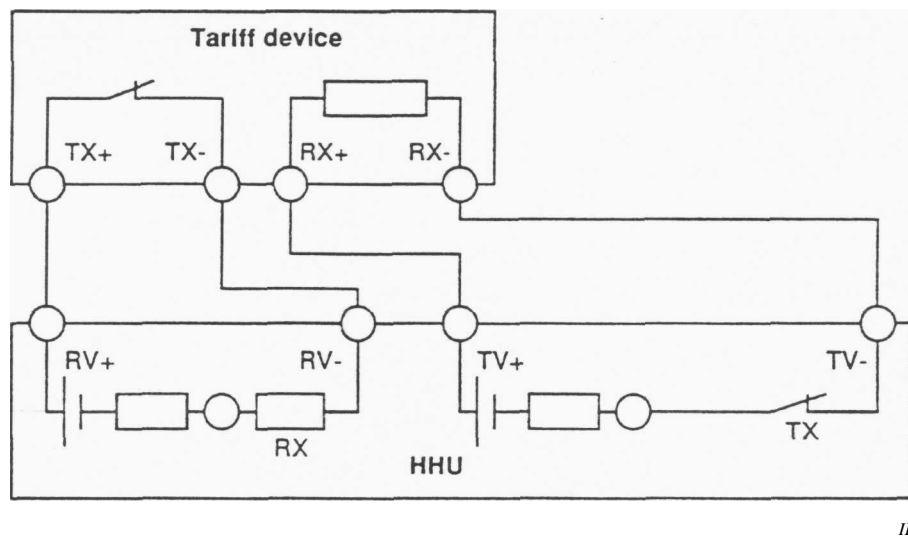 Tariff device
TX+ TX- RX+ RX-
RV+ RV- TV+ TV-
RX TX
HHU